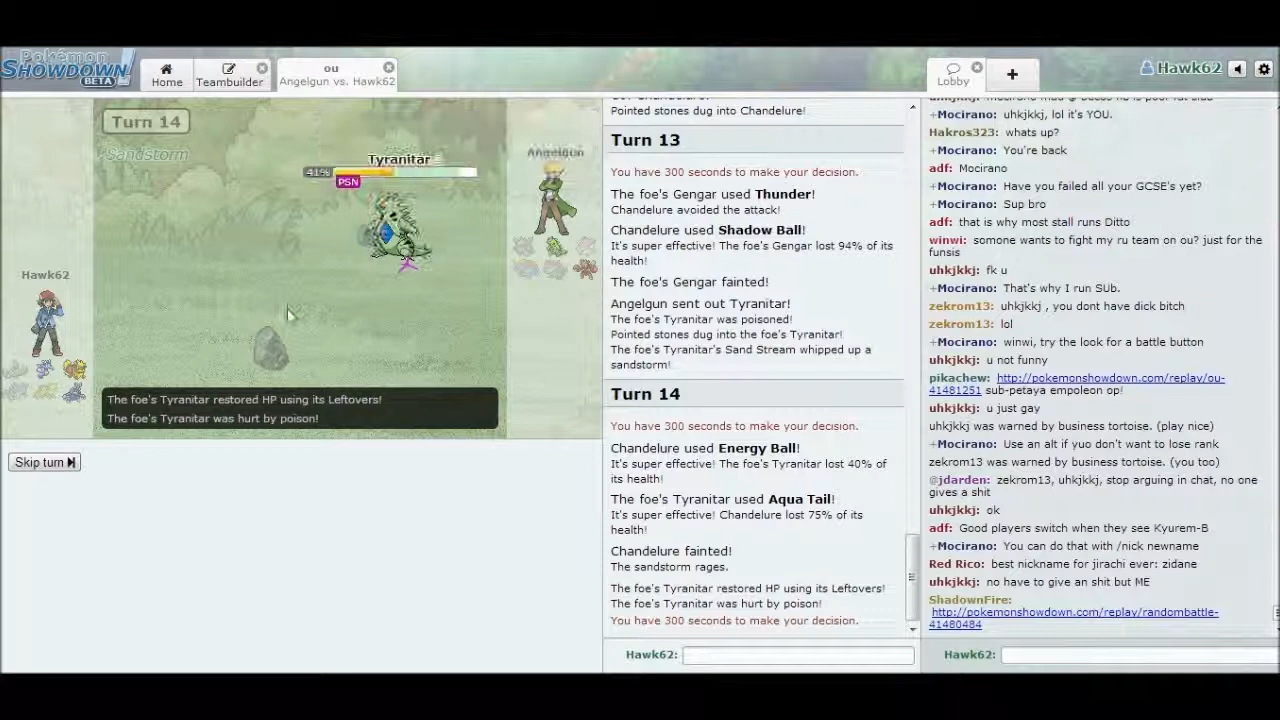 Pokémon
SHOWDOWN
BETA
Home
Teambuilder
ou
Angelgun vs. Hawk62
Lobby
+
Hawk62
Turn 14
Sandstorm
Tyranitar
41%
PSN
Angelgun
Hawk62
The foe's Tyranitar restored HP using its Leftovers!
The foe's Tyranitar was hurt by poison!
Skip turn
Pointed stones dug into Chandelure!
Turn 13
You have 300 seconds to make your decision.
The foe's Gengar used Thunder!
Chandelure avoided the attack!
Chandelure used Shadow Ball!
It's super effective! The foe's Gengar lost 94% of its
health!
The foe's Gengar fainted!
Angelgun sent out Tyranitar!
The foe's Tyranitar was poisoned!
Pointed stones dug into the foe's Tyranitar!
The foe's Tyranitar's Sand Stream whipped up a
sandstorm!
Turn 14
You have 300 seconds to make your decision.
Chandelure used Energy Ball!
It's super effective! The foe's Tyranitar lost 40% of
its health!
The foe's Tyranitar used Aqua Tail!
It's super effective! Chandelure lost 75% of its
health!
Chandelure fainted!
The sandstorm rages.
The foe's Tyranitar restored HP using its Leftovers!
The foe's Tyranitar was hurt by poison!
You have 300 seconds to make your decision.
Hawk62:
+Mocirano: uhkjkkj, lol it's YOU.
Hakros323: whats up?
+Mocirano: You're back
adf: Mocirano
+Mocirano: Have you failed all your GCSE's yet?
+Mocirano: Sup bro
adf: that is why most stall runs Ditto
winwi: someone wants to fight my ru team on ou? just for the
funsis
uhkjkkj: fk u
+Mocirano: That's why I run SUb.
zekrom13: uhkjkkj , you dont have dick bitch
zekrom13: lol
+Mocirano: winwi, try the look for a battle button
uhkjkkj: u not funny
pikachew: http://pokemonshowdown.com/replay/ou-
41481251 sub-petaya empoleon op!
uhkjkkj: u just gay
uhkjkkj was warned by business tortoise. (play nice)
+Mocirano: Use an alt if yuo don't want to lose rank
zekrom13 was warned by business tortoise. (you too)
@jdarden: zekrom13, uhkjkkj, stop arguing in chat, no one
gives a shit
uhkjkkj: ok
adf: Good players switch when they see Kyurem-B
+Mocirano: You can do that with /nick newname
Red Rico: best nickname for jirachi ever: zidane
uhkjkkj: no have to give an shit but ME
ShadownFire:
http://pokemonshowdown.com/replay/randombattle-
41480484
Hawk62: